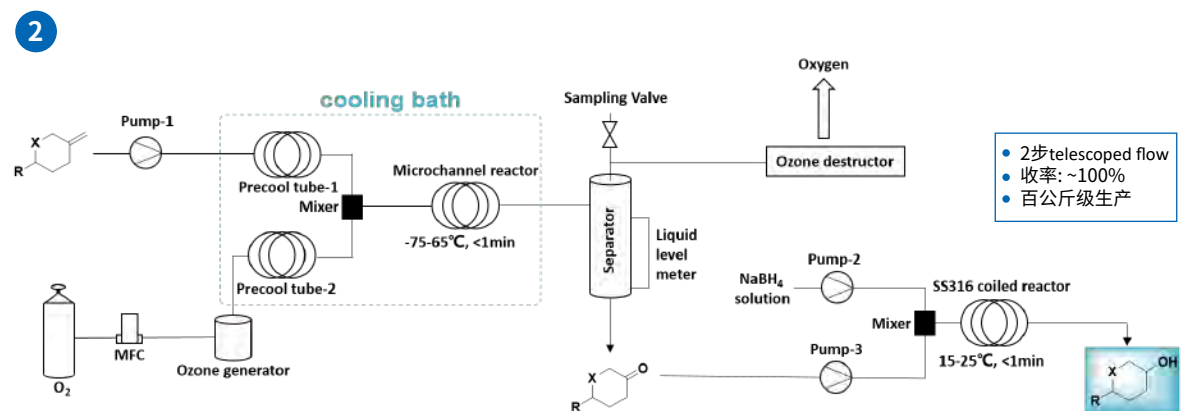 2
Oxygen
cooling bath
Sampling Valve
Pump-1
X
R
Precool tube-1
Mixer
Microchannel reactor
-75-65℃, <1min
Ozone destructor
• 2步telescoped flow
• 收率: ~100%
• 百公斤级生产
Separator
Liquid
level
meter
Precool tube-2
Pump-2
NaBH4
solution
SS316 coiled reactor
Mixer
15-25℃, <1min
MFC
O2
Ozone generator
Pump-3
X
O
R
X
OH
R